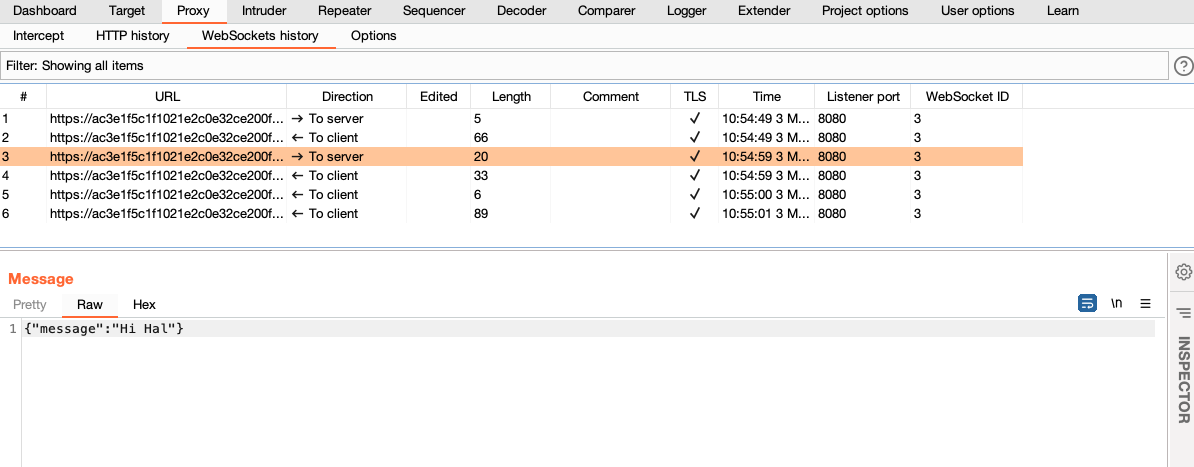 Dashboard Target Proxy Intruder Repeater Sequencer Decoder Comparer Logger Extender Project options User options Learn
Intercept HTTP history WebSockets history Options
Filter: Showing all items ?
# URL Direction Edited Length Comment TLS Time Listener port WebSocket ID
1 https://ac3e1f5c1f1021e2c0e32ce200f... → To server 5 ✓ 10:54:49 3 M... 8080 3
2 https://ac3e1f5c1f1021e2c0e32ce200f... ← To client 66 ✓ 10:54:49 3 M... 8080 3
3 https://ac3e1f5c1f1021e2c0e32ce200f... → To server 20 ✓ 10:54:59 3 M... 8080 3
4 https://ac3e1f5c1f1021e2c0e32ce200f... ← To client 33 ✓ 10:54:59 3 M... 8080 3
5 https://ac3e1f5c1f1021e2c0e32ce200f... ← To client 6 ✓ 10:55:00 3 M... 8080 3
6 https://ac3e1f5c1f1021e2c0e32ce200f... ← To client 89 ✓ 10:55:01 3 M... 8080 3
Message
Pretty Raw Hex \n
1 {"message":"Hi Hal"}
INSPECTOR